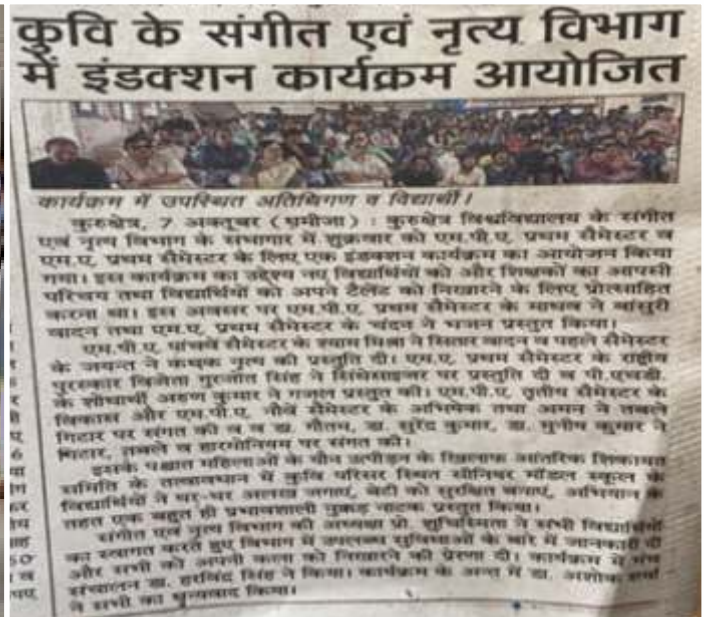 कुवि के संगीत एवं नृत्य विभाग
में इंडक्शन कार्यक्रम आयोजित
कार्यक्रम में उपस्थित अतिथिगण व विद्यार्थी।
कुरुक्षेत्र, 7 अक्तूबर (धमीजा) : कुरुक्षेत्र विश्वविद्यालय के संगीत
एवं नृत्य विभाग के सभागार में शुक्रवार को एम.पी.ए. प्रथम सैमेस्टर व
एम.ए. प्रथम सैमेस्टर के लिए एक इंडक्शन कार्यक्रम का आयोजन किया
गया। इस कार्यक्रम का उद्देश्य नए विद्यार्थियों को और शिक्षकों का आपसी
परिचय तथा विद्यार्थियों को अपने टैलेंट को निखारने के लिए प्रोत्साहित
करना था। इस अवसर पर एम.पी.ए. प्रथम सैमेस्टर के माधव ने बांसुरी
वादन तथा एम.ए. प्रथम सैमेस्टर के चंदन ने भजन प्रस्तुत किया।
एम.पी.ए. पांचवें सैमेस्टर के श्याम मिश्रा ने सितार वादन व पहले सैमेस्टर
के जयन्त ने कथक नृत्य की प्रस्तुति दी। एम.ए. प्रथम सैमेस्टर के राष्ट्रीय
पुरस्कार विजेता गुरजोत सिंह ने सिंथेसाइजर पर प्रस्तुति दी व पी.एचडी.
के शोधार्थी अरुण कुमार ने गजल प्रस्तुत की। एम.पी.ए. तृतीय सैमेस्टर के
विकास और एम.पी.ए. नौवें सैमेस्टर के अभिषेक तथा अमन ने तबले
गिटार पर संगत की व व डा. गौतम, डा. सुरेंद्र कुमार, डा. मुनीष कुमार ने
गिटार, तबले व हारमोनियम पर संगत की।
इसके पश्चात महिलाओं के यौन उत्पीड़न के खिलाफ आंतरिक शिकायत
समिति के तत्वावधान में कुवि परिसर स्थित सीनियर मॉडल स्कूल के
विद्यार्थियों ने घर-घर अलख जगाएं, बेटी को सुरक्षित बनाएं, अभियान के
तहत एक बहुत ही प्रभावशाली नुक्कड़ नाटक प्रस्तुत किया।
संगीत एवं नृत्य विभाग की अध्यक्षा प्रो. शुचिस्मिता ने सभी विद्यार्थियों
का स्वागत करते हुए विभाग में उपलब्ध सुविधाओं के बारे में जानकारी दी
और सभी को अपनी कला को निखारने की प्रेरणा दी। कार्यक्रम में मंच
संचालन डा. हरविंद्र सिंह ने किया। कार्यक्रम के अन्त में डा. अशोक शर्मा
ने सभी का धन्यवाद किया।